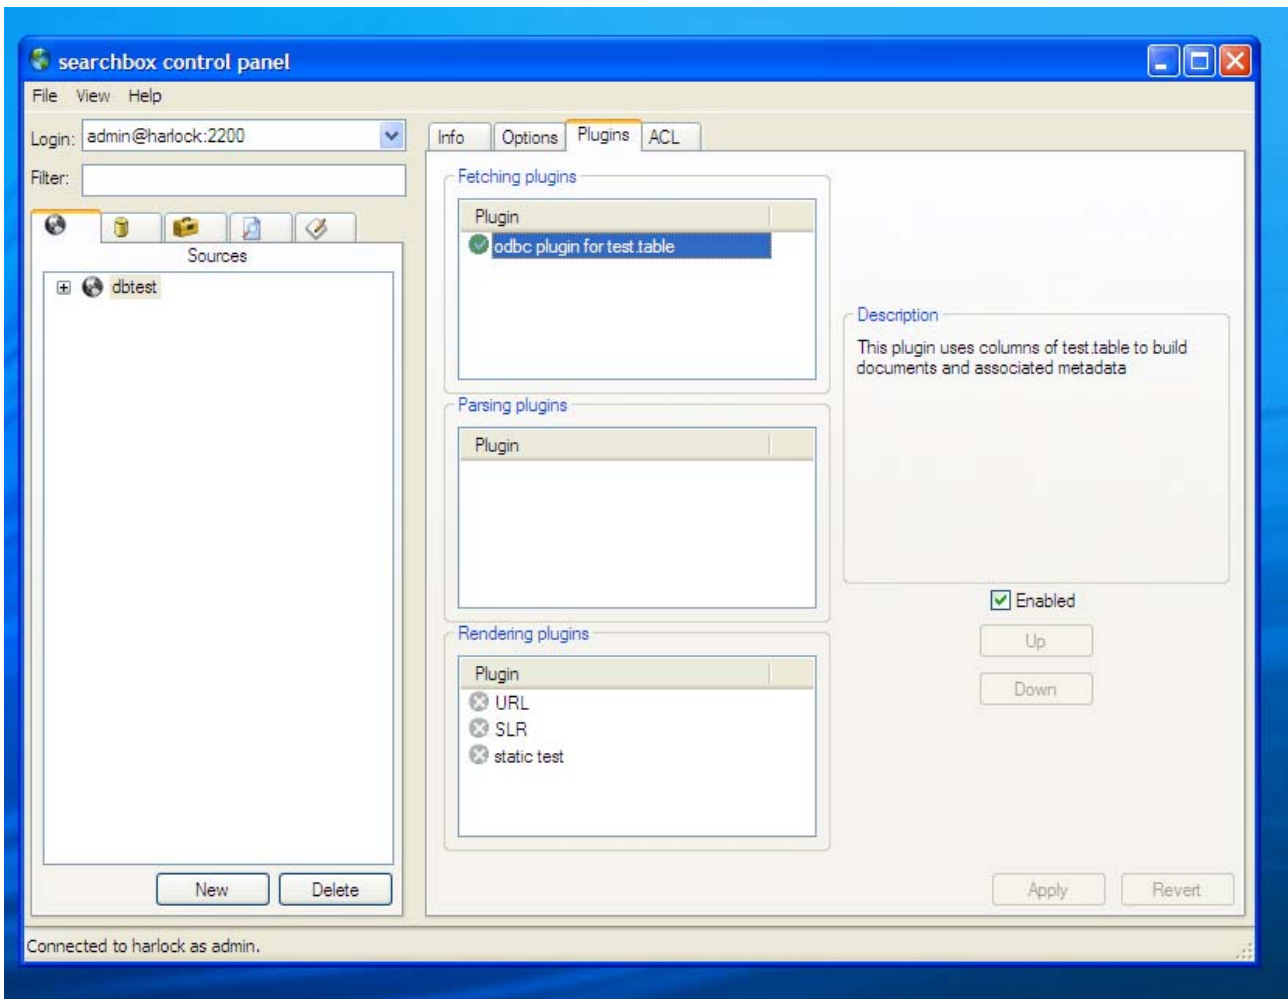 searchbox control panel
File View Help
Login: admin@harlock:2200
Filter:
Sources
dbtest
New Delete
Info Options Plugins ACL
Fetching plugins
Plugin
odbc plugin for test.table
Parsing plugins
Plugin
Rendering plugins
Plugin
URL
SLR
static test
Description
This plugin uses columns of test.table to build
documents and associated metadata
Enabled
Up
Down
Apply Revert
Connected to harlock as admin.